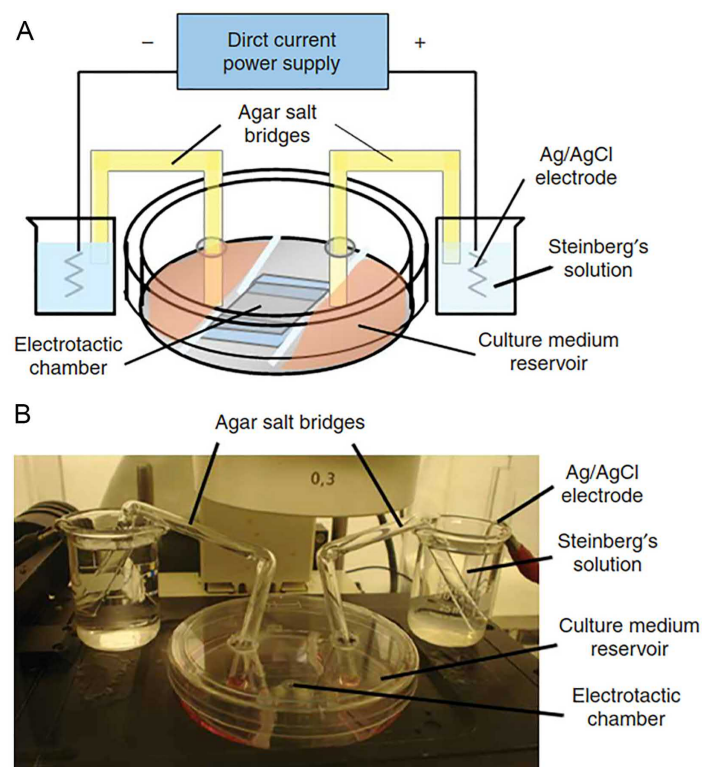 A
–
Dirct current
power supply
+
Agar salt
bridges
Ag/AgCl
electrode
Steinberg′s
solution
Electrotactic
chamber
Culture medium
reservoir
B
Agar salt bridges
0,3
Ag/AgCl
electrode
Steinberg′s
solution
Culture medium
reservoir
Electrotactic
chamber